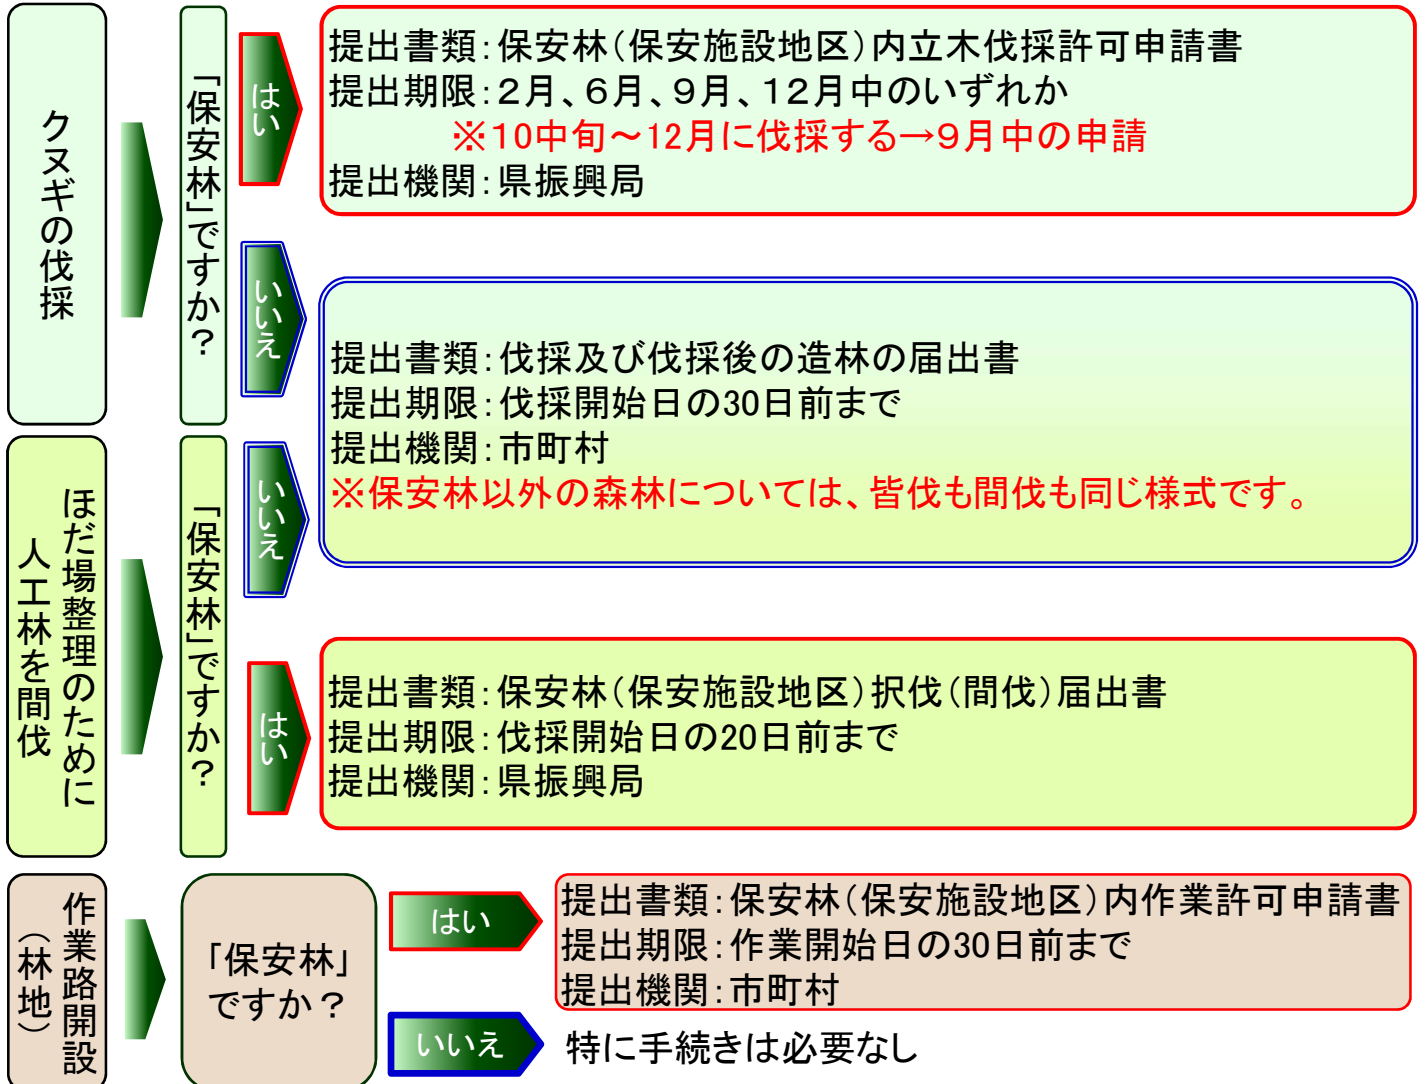 クヌギの伐採
「保安林」ですか？
はい
提出書類：保安林（保安施設地区）内立木伐採許可申請書
提出期限：２月、６月、９月、１２月中のいずれか
※10中旬～12月に伐採する→９月中の申請
提出機関：県振興局
いいえ
提出書類：伐採及び伐採後の造林の届出書
提出期限：伐採開始日の30日前まで
提出機関：市町村
※保安林以外の森林については、皆伐も間伐も同じ様式です。
ほだ場整理のために
人工林を間伐
「保安林」ですか？
いいえ
はい
提出書類：保安林（保安施設地区）択伐（間伐）届出書
提出期限：伐採開始日の20日前まで
提出機関：県振興局
作業路開設
（林地）
「保安林」
ですか？
はい
提出書類：保安林（保安施設地区）内作業許可申請書
提出期限：作業開始日の30日前まで
提出機関：市町村
いいえ
特に手続きは必要なし